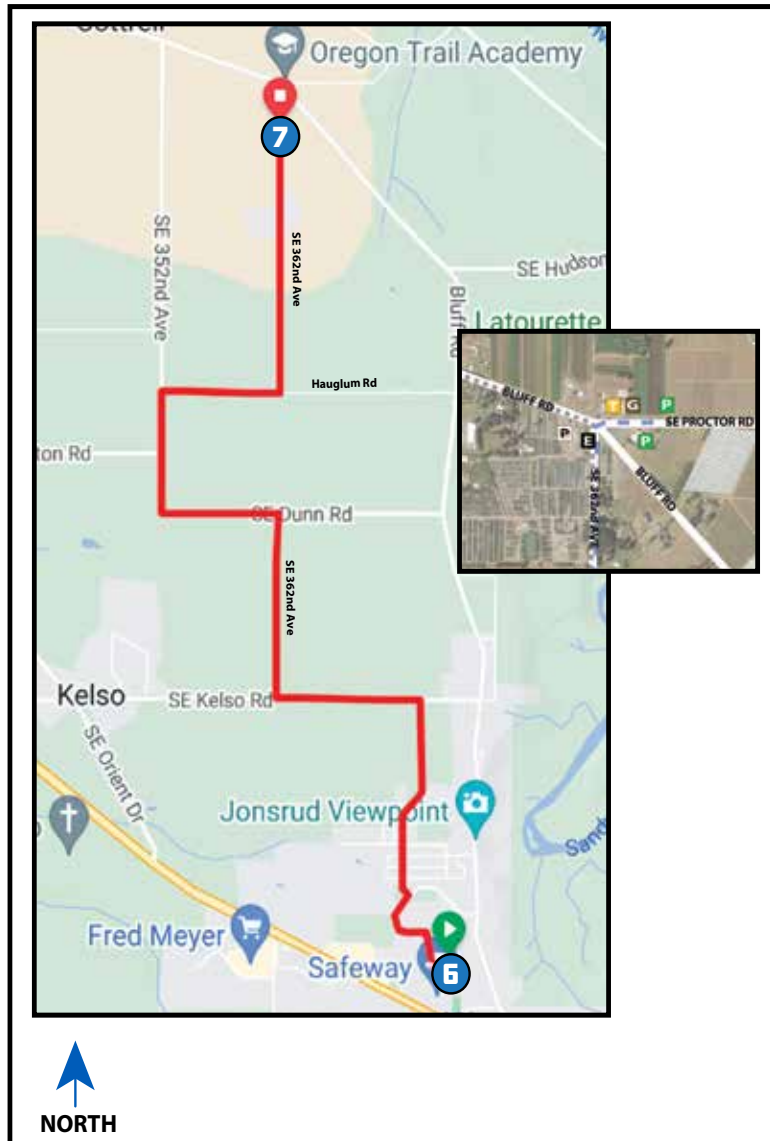 Cottrell
Oregon Trail Academy
7
SE 352nd Ave
SE 362nd Ave
SE Hudson
Bluff Rd
Latourette
Hauglum Rd
BLUFF RD
T G P
SE PROCTOR RD
P E P
BLUFF RD
SE 362nd AVE
ton Rd
SE Dunn Rd
SE 362nd Ave
Kelso
SE Kelso Rd
SE Orient Dr
Jonsrud Viewpoint
Sand
Fred Meyer
Safeway
6
NORTH